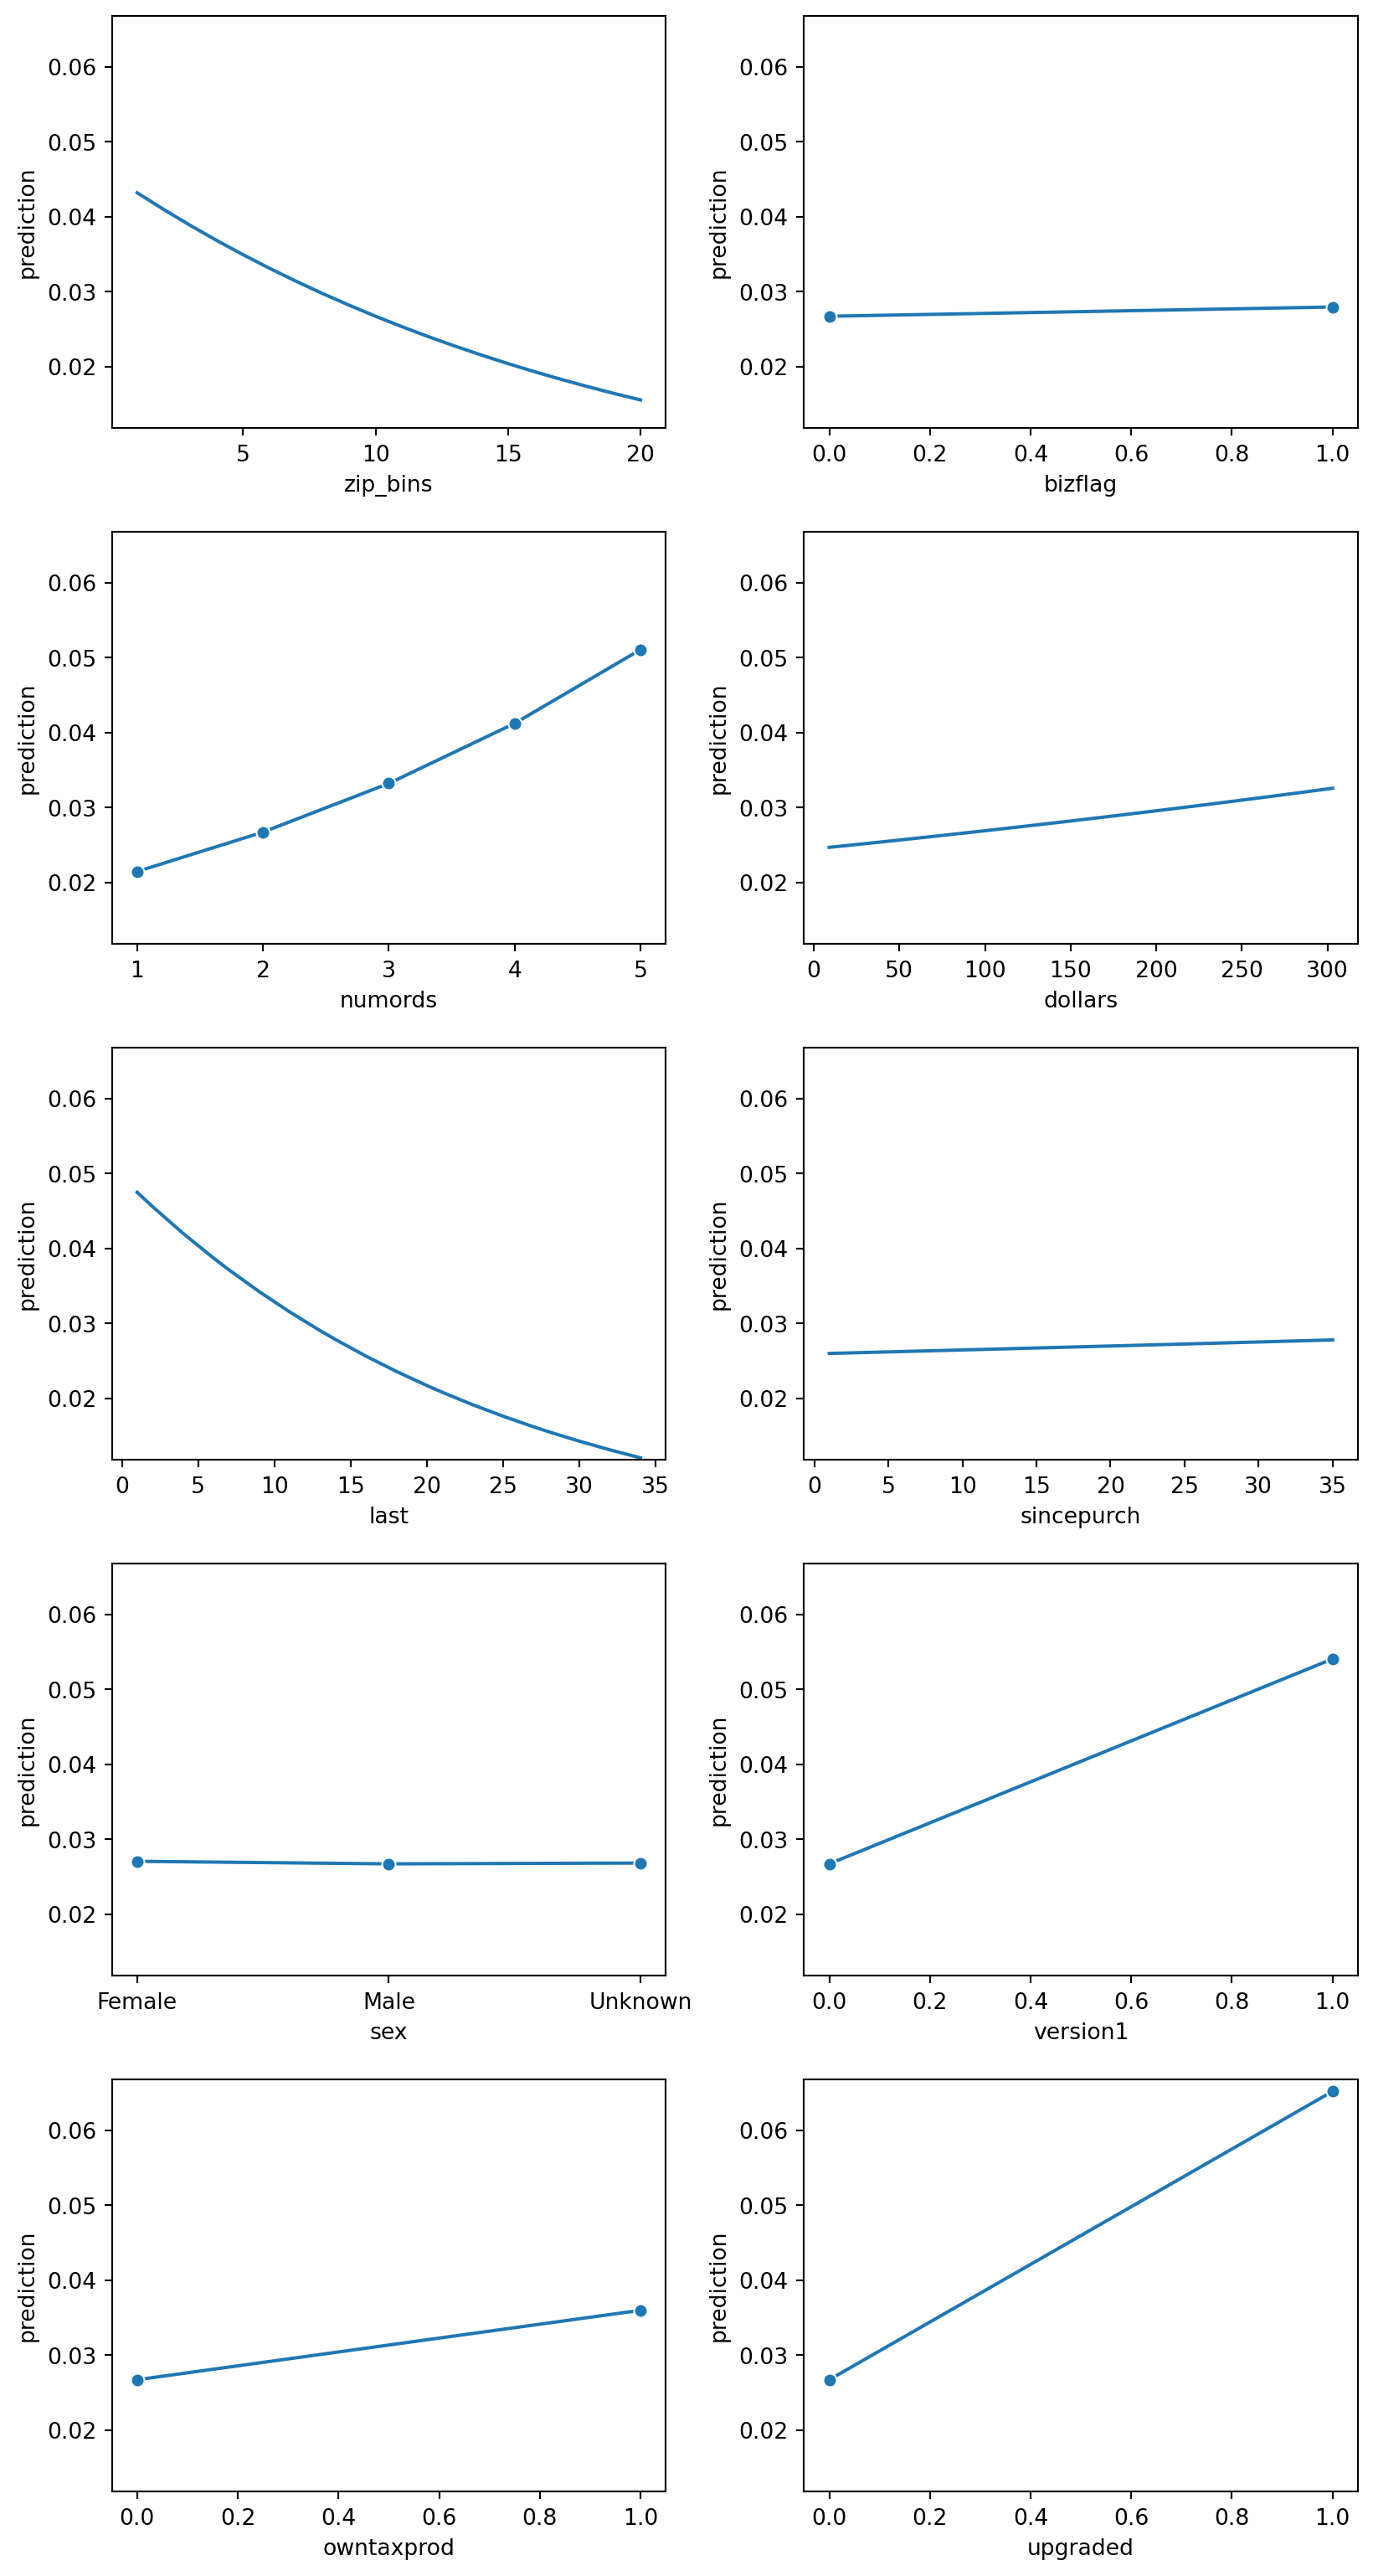 0.06 0.06
0.05 0.05
prediction prediction
0.04 0.04
0.03 0.03
0.02 0.02
5 10 15 20 0.0 0.2 0.4 0.6 0.8 1.0
zip_bins bizflag
0.06 0.06
0.05 0.05
prediction prediction
0.04 0.04
0.03 0.03
0.02 0.02
1 2 3 4 5 0 50 100 150 200 250 300
numords dollars
0.06 0.06
0.05 0.05
prediction prediction
0.04 0.04
0.03 0.03
0.02 0.02
0 5 10 15 20 25 30 35 0 5 10 15 20 25 30 35
last sincepurch
0.06 0.06
0.05 0.05
prediction prediction
0.04 0.04
0.03 0.03
0.02 0.02
Female Male Unknown 0.0 0.2 0.4 0.6 0.8 1.0
sex version1
0.06 0.06
0.05 0.05
prediction prediction
0.04 0.04
0.03 0.03
0.02 0.02
0.0 0.2 0.4 0.6 0.8 1.0 0.0 0.2 0.4 0.6 0.8 1.0
owntaxprod upgraded